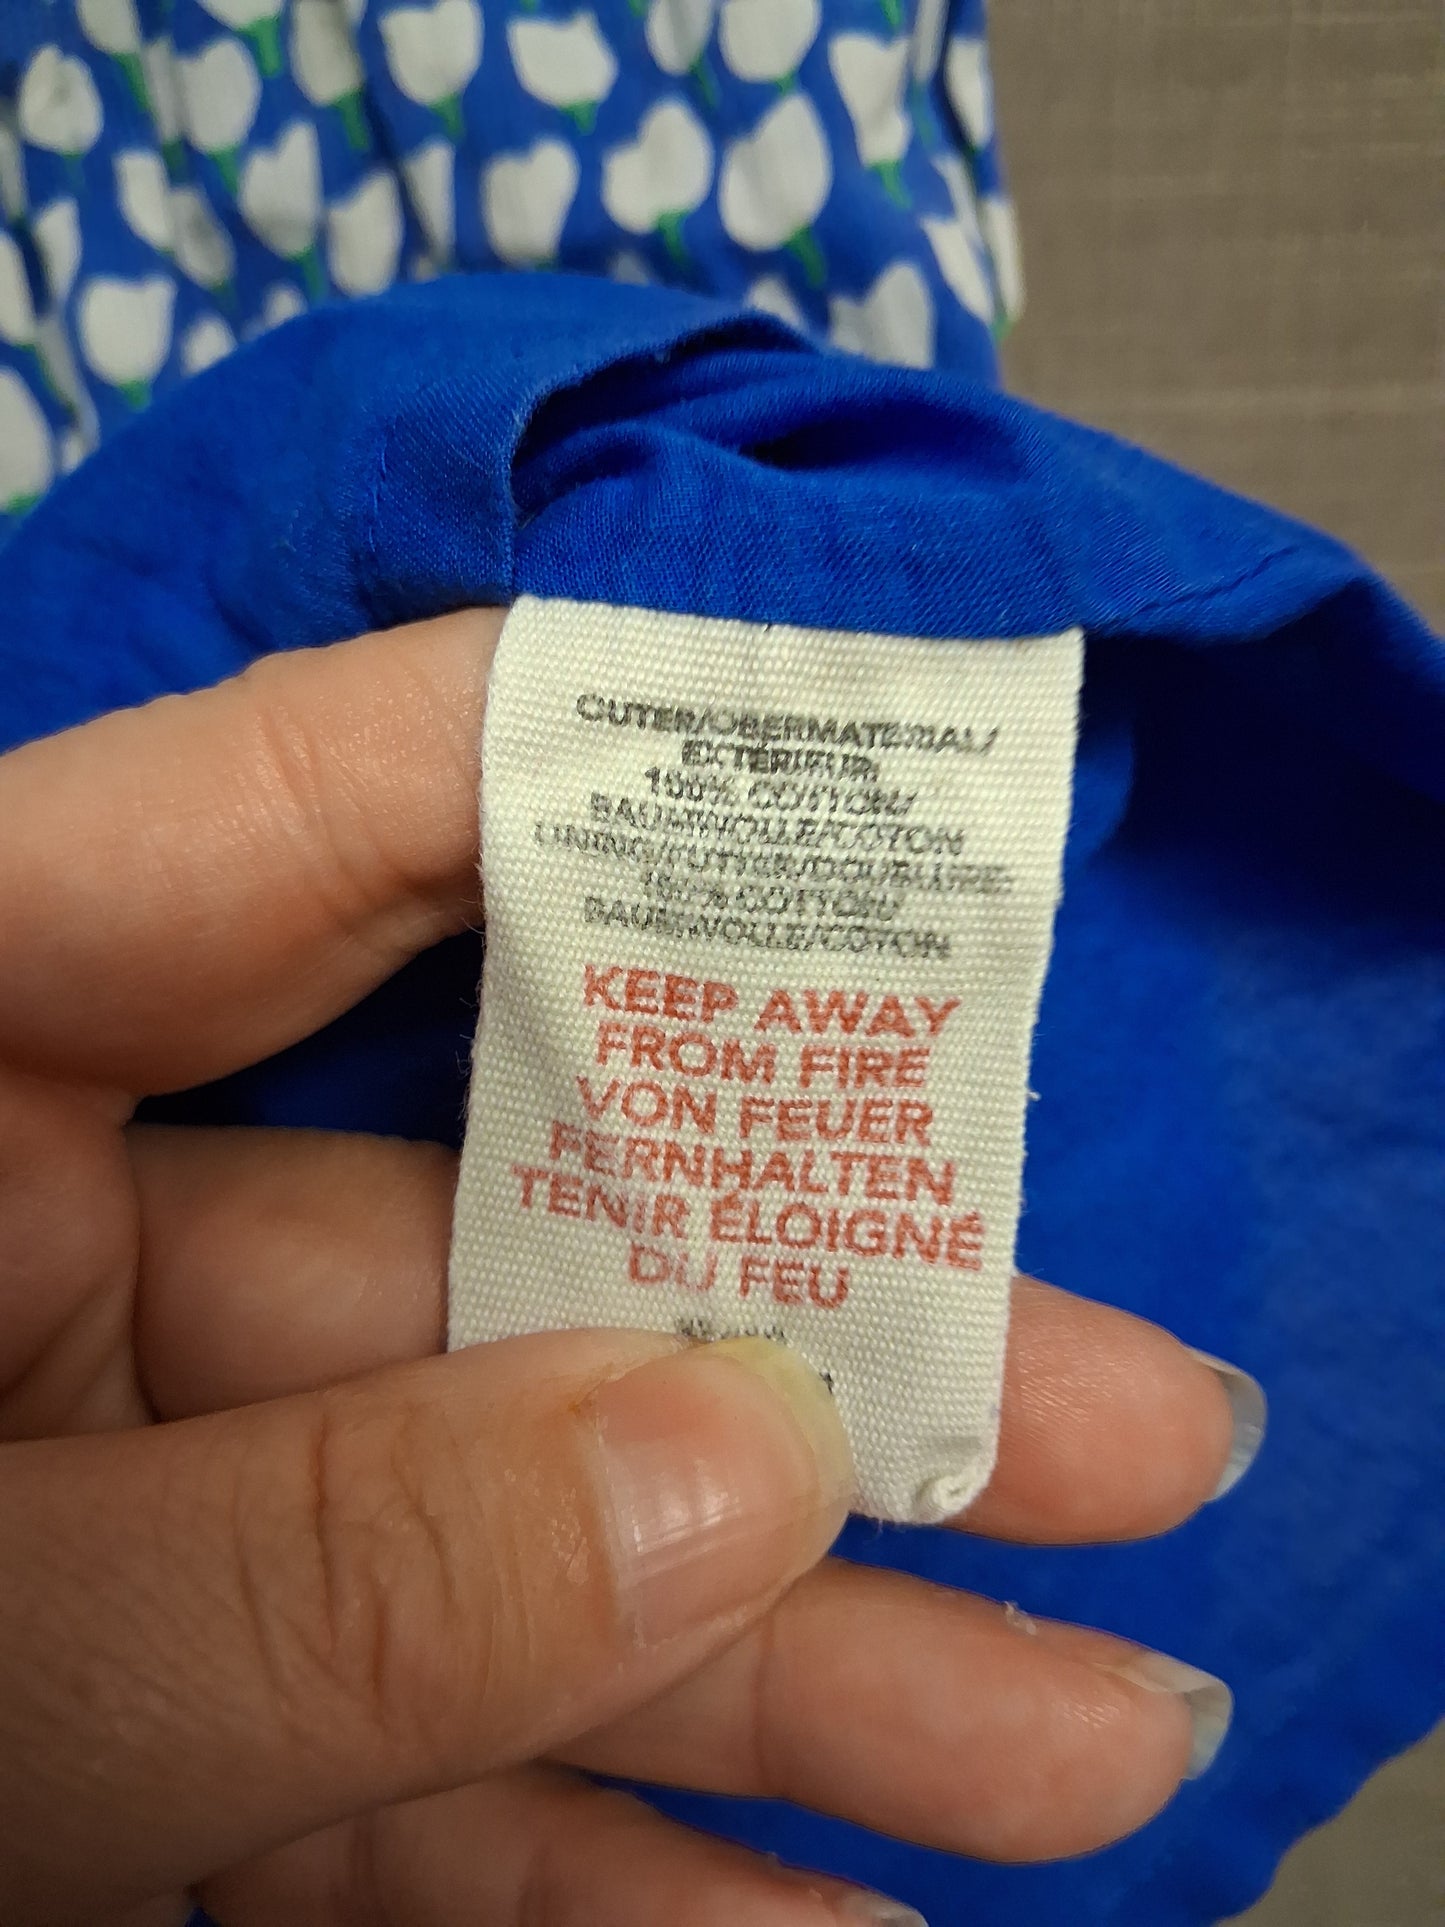 OUTER/OBERMATERIAL/
EXTÉRIEUR:
100% COTTON/
BAUMWOLLE/COTON
LINING/FUTTER/DOUBLURE:
100% COTTON/
BAUMWOLLE/COTON
KEEP AWAY
FROM FIRE
VON FEUER
FERNHALTEN
TENIR ÉLOIGNÉ
DU FEU